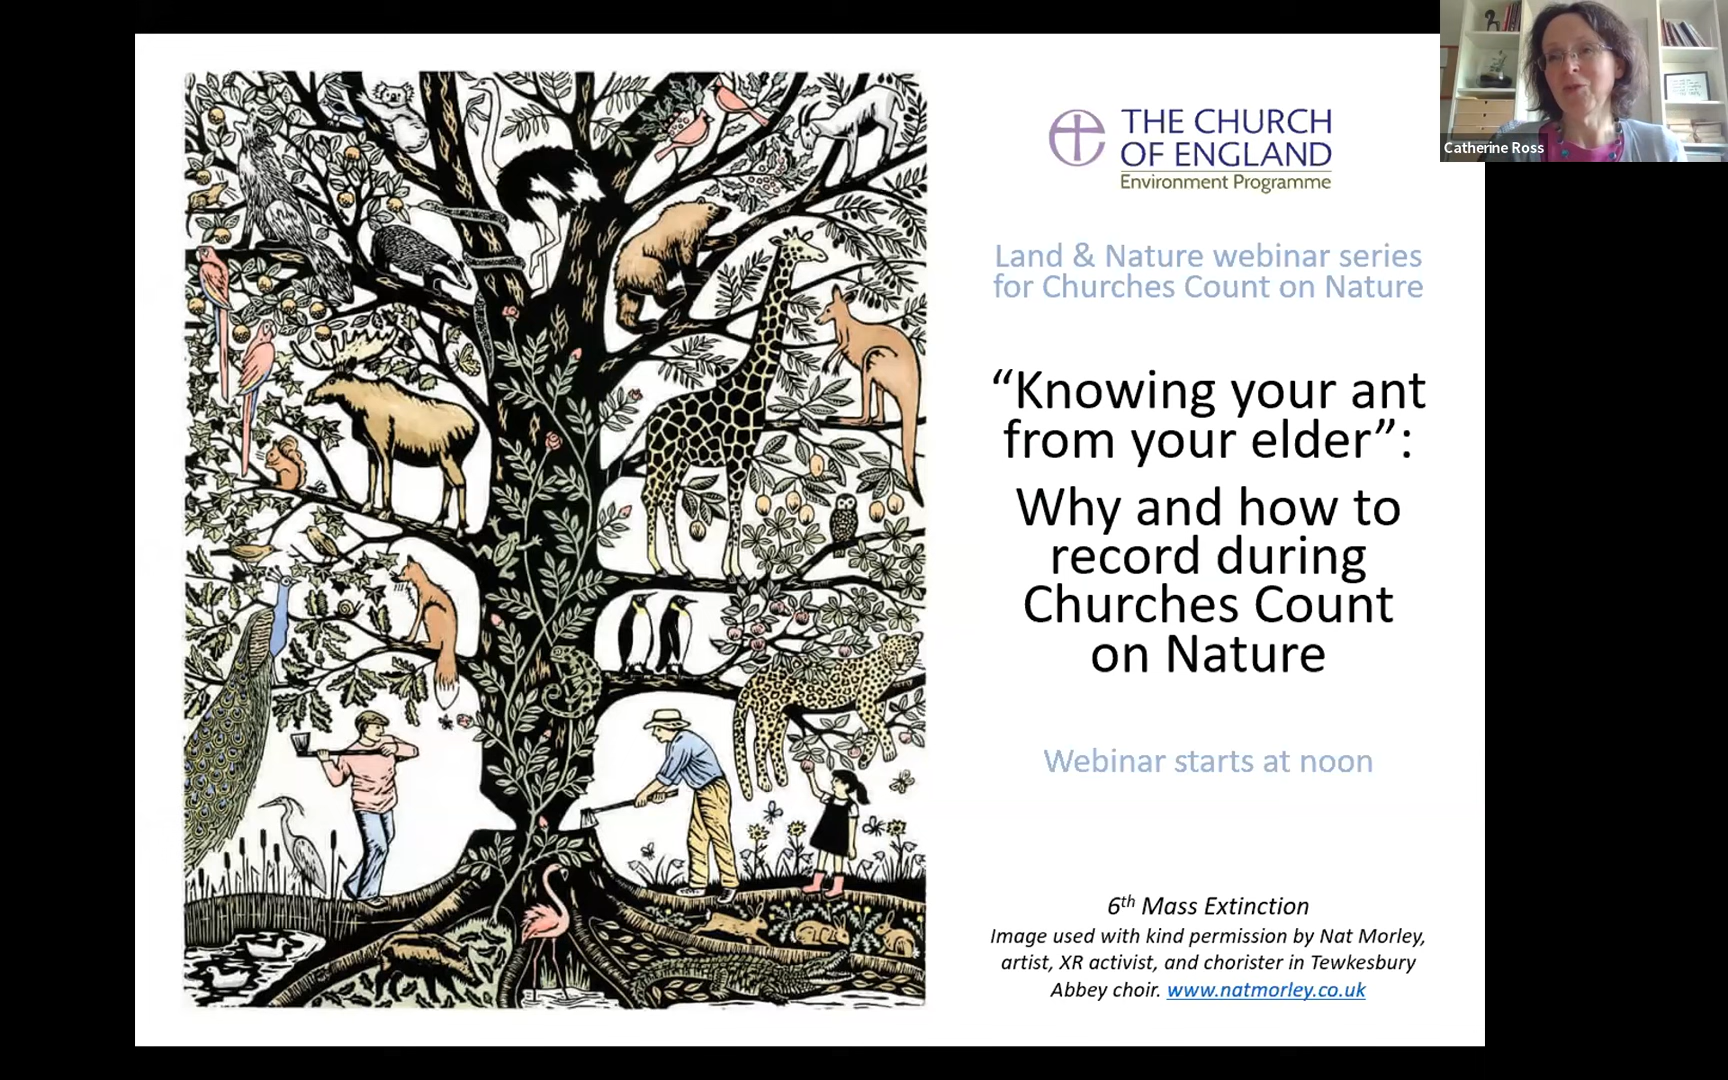 THE CHURCH
OF ENGLAND
Environment Programme
Catherine Ross
Land & Nature webinar series
for Churches Count on Nature
“Knowing your ant
from your elder”:
Why and how to
record during
Churches Count
on Nature
Webinar starts at noon
6th Mass Extinction
Image used with kind permission by Nat Morley,
artist, XR activist, and chorister in Tewkesbury
Abbey choir. www.natmorley.co.uk